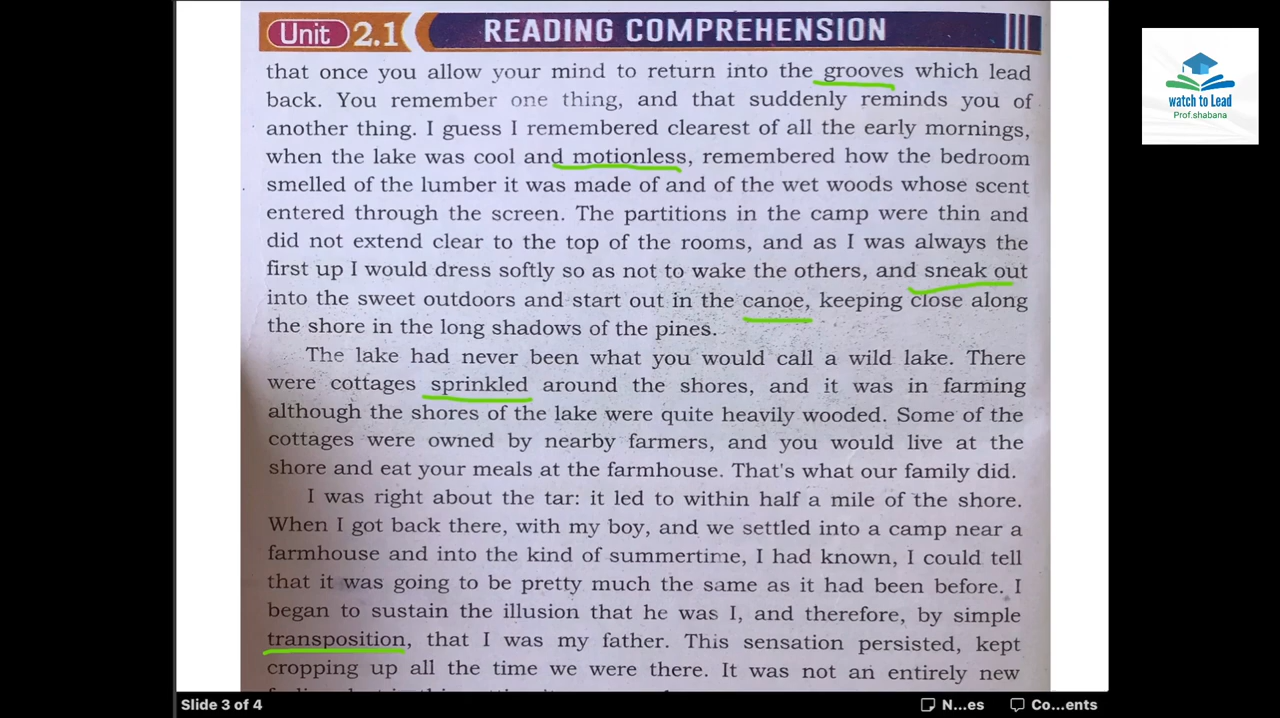 Unit 2.1 READING COMPREHENSION
that once you allow your mind to return into the grooves which lead
back. You remember one thing, and that suddenly reminds you of
another thing. I guess I remembered clearest of all the early mornings,
when the lake was cool and motionless, remembered how the bedroom
smelled of the lumber it was made of and of the wet woods whose scent
entered through the screen. The partitions in the camp were thin and
did not extend clear to the top of the rooms, and as I was always the
first up I would dress softly so as not to wake the others, and sneak out
into the sweet outdoors and start out in the canoe, keeping close along
the shore in the long shadows of the pines.
The lake had never been what you would call a wild lake. There
were cottages sprinkled around the shores, and it was in farming
although the shores of the lake were quite heavily wooded. Some of the
cottages were owned by nearby farmers, and you would live at the
shore and eat your meals at the farmhouse. That's what our family did.
I was right about the tar: it led to within half a mile of the shore.
When I got back there, with my boy, and we settled into a camp near a
farmhouse and into the kind of summertime, I had known, I could tell
that it was going to be pretty much the same as it had been before. I
began to sustain the illusion that he was I, and therefore, by simple
transposition, that I was my father. This sensation persisted, kept
cropping up all the time we were there. It was not an entirely new
watch to Lead
Prof.shabana
Slide 3 of 4
N...es
Co...ents